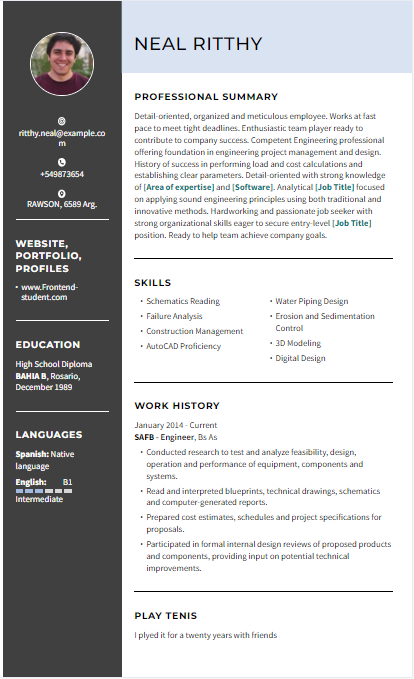 NEAL RITTHY
ritthy.neal@example.co
m
+549873654
RAWSON, 6589 Arg.
WEBSITE,
PORTFOLIO,
PROFILES
• www.Frontend-
student.com
EDUCATION
High School Diploma
BAHIA B, Rosario,
December 1989
LANGUAGES
Spanish: Native
language
English: B1
Intermediate
PROFESSIONAL SUMMARY
Detail-oriented, organized and meticulous employee. Works at fast
pace to meet tight deadlines. Enthusiastic team player ready to
contribute to company success. Competent Engineering professional
offering foundation in engineering project management and design.
History of success in performing load and cost calculations and
establishing clear parameters. Detail-oriented with strong knowledge
of [Area of expertise] and [Software]. Analytical [Job Title] focused
on applying sound engineering principles using both traditional and
innovative methods. Hardworking and passionate job seeker with
strong organizational skills eager to secure entry-level [Job Title]
position. Ready to help team achieve company goals.
SKILLS
• Schematics Reading
• Failure Analysis
• Construction Management
• AutoCAD Proficiency
• Water Piping Design
• Erosion and Sedimentation
Control
• 3D Modeling
• Digital Design
WORK HISTORY
January 2014 - Current
SAFB - Engineer, Bs As
• Conducted research to test and analyze feasibility, design,
operation and performance of equipment, components and
systems.
• Read and interpreted blueprints, technical drawings, schematics
and computer-generated reports.
• Prepared cost estimates, schedules and project specifications for
proposals.
• Participated in formal internal design reviews of proposed products
and components, providing input on potential technical
improvements.
PLAY TENIS
I plyed it for a twenty years with friends